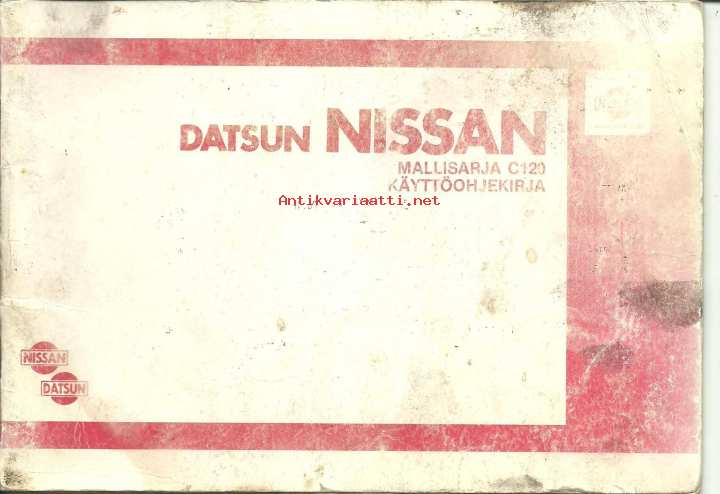 DATSUN NISSAN
MALLISARJA C120
KÄYTTÖOHJEKIRJA
Antikvariaatti.net
NISSAN
DATSUN